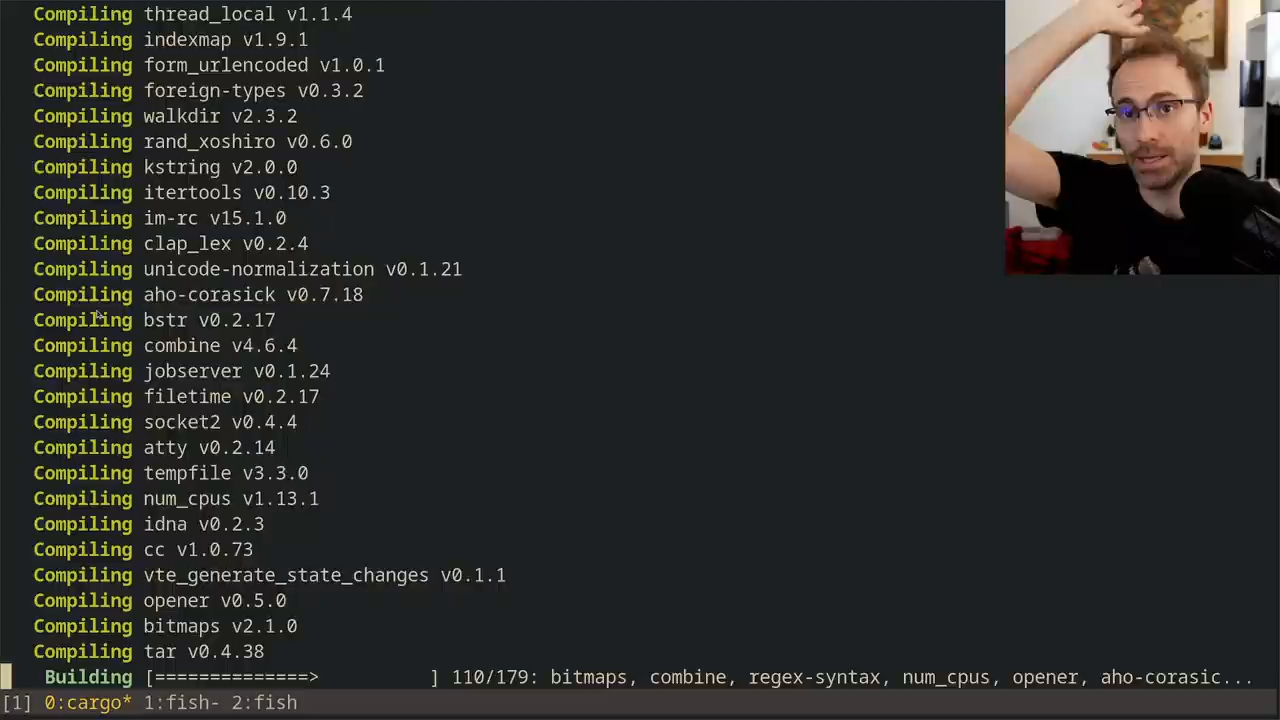 Compiling thread_local v1.1.4
Compiling indexmap v1.9.1
Compiling form_urlencoded v1.0.1
Compiling foreign-types v0.3.2
Compiling walkdir v2.3.2
Compiling rand_xoshiro v0.6.0
Compiling kstring v2.0.0
Compiling itertools v0.10.3
Compiling im-rc v15.1.0
Compiling clap_lex v0.2.4
Compiling unicode-normalization v0.1.21
Compiling aho-corasick v0.7.18
Compiling bstr v0.2.17
Compiling combine v4.6.4
Compiling jobserver v0.1.24
Compiling filetime v0.2.17
Compiling socket2 v0.4.4
Compiling atty v0.2.14
Compiling tempfile v3.3.0
Compiling num_cpus v1.13.1
Compiling idna v0.2.3
Compiling cc v1.0.73
Compiling vte_generate_state_changes v0.1.1
Compiling opener v0.5.0
Compiling bitmaps v2.1.0
Compiling tar v0.4.38
Building [==============>          ] 110/179: bitmaps, combine, regex-syntax, num_cpus, opener, aho-corasic...
[1] 0:cargo* 1:fish- 2:fish